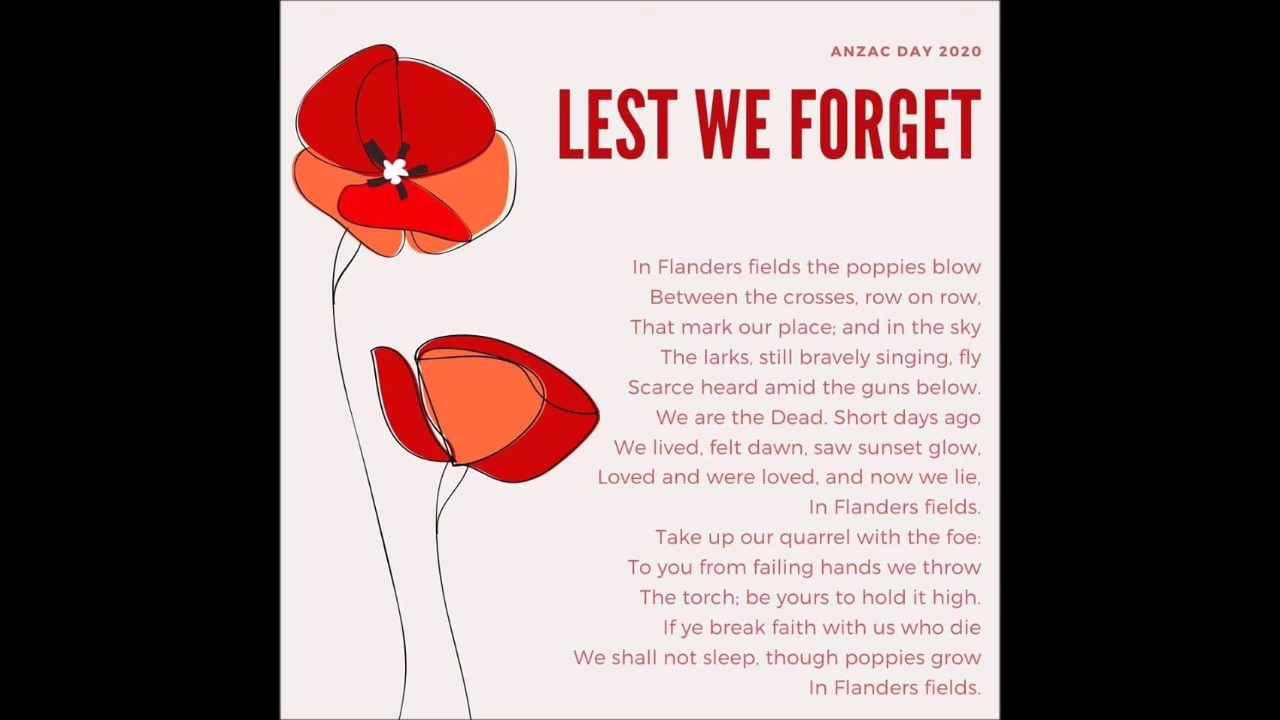 ANZAC DAY 2020
LEST WE FORGET
In Flanders fields the poppies blow
Between the crosses, row on row,
That mark our place; and in the sky
The larks, still bravely singing, fly
Scarce heard amid the guns below.
We are the Dead. Short days ago
We lived, felt dawn, saw sunset glow,
Loved and were loved, and now we lie,
In Flanders fields.
Take up our quarrel with the foe:
To you from failing hands we throw
The torch; be yours to hold it high.
If ye break faith with us who die
We shall not sleep, though poppies grow
In Flanders fields.